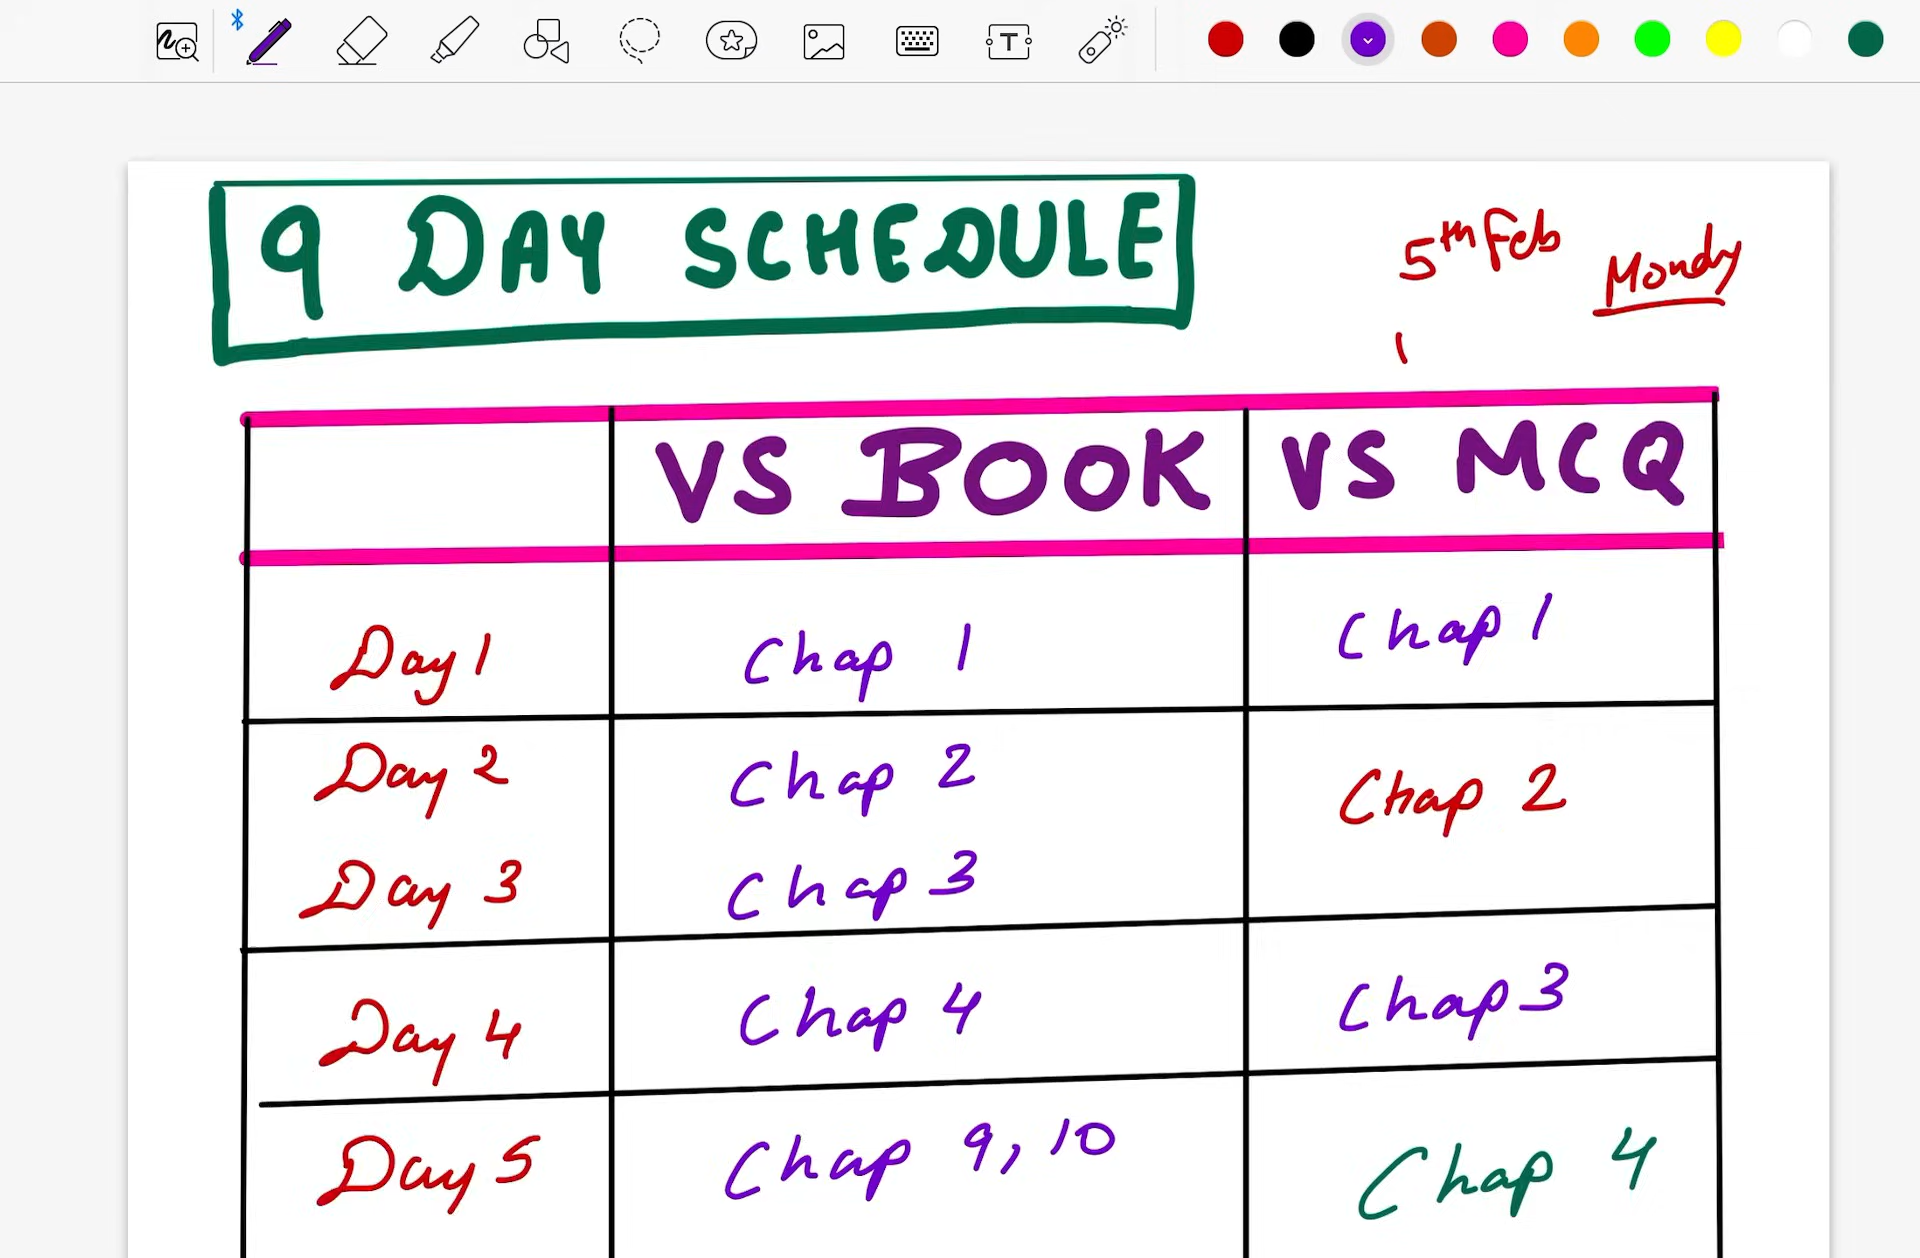 9 DAY SCHEDULE
5th Feb Mondy
VS BOOK VS MCQ
Day 1 Chap 1 Chap 1
Day 2 Chap 2 Chap 2
Day 3 Chap 3
Day 4 Chap 4 Chap 3
Day 5 Chap 9, 10 Chap 4